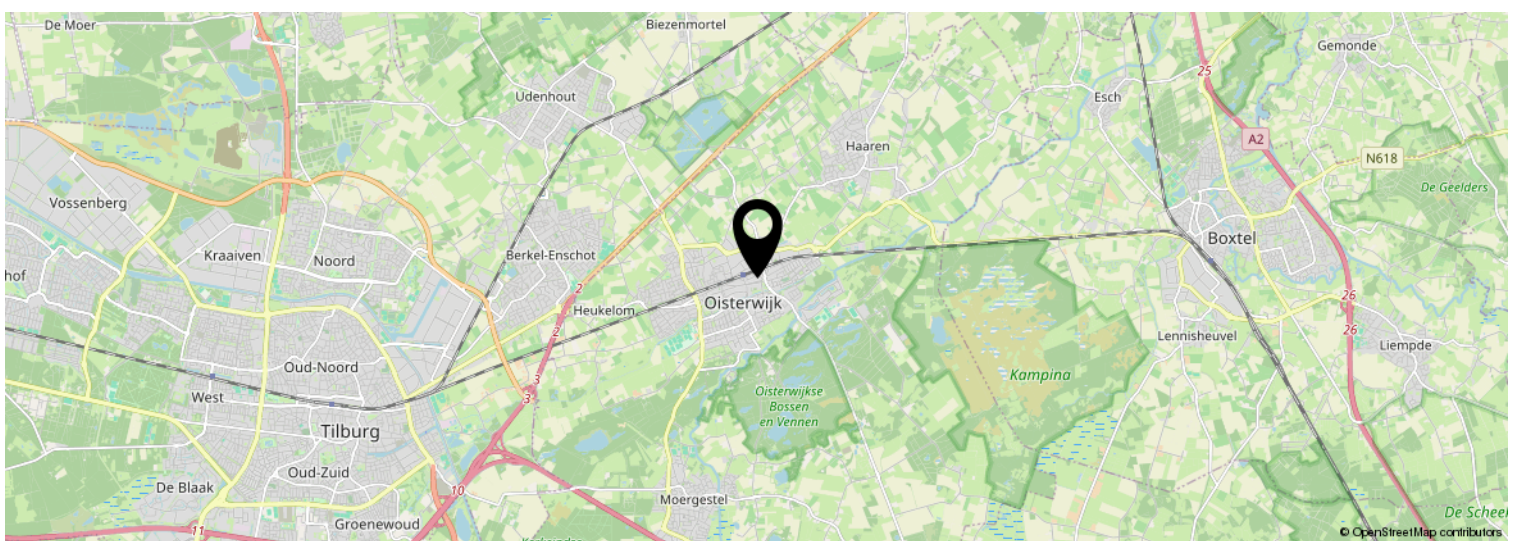 De Moer
Biezenmortel
Gemonde
25
Udenhout
Esch
A2
Haaren
N618
De Geelders
Vossenberg
Kraaiven
Noord
Berkel-Enschot
Boxtel
hof
2
Heukelom
Oisterwijk
26
2
26
Lennisheuvel
Liempde
Oud-Noord
Kampina
3
West
3
Oisterwijkse
Bossen
en Vennen
Tilburg
Oud-Zuid
De Blaak
10
Moergestel
De Scheek
Groenewoud
11
© OpenStreetMap contributors